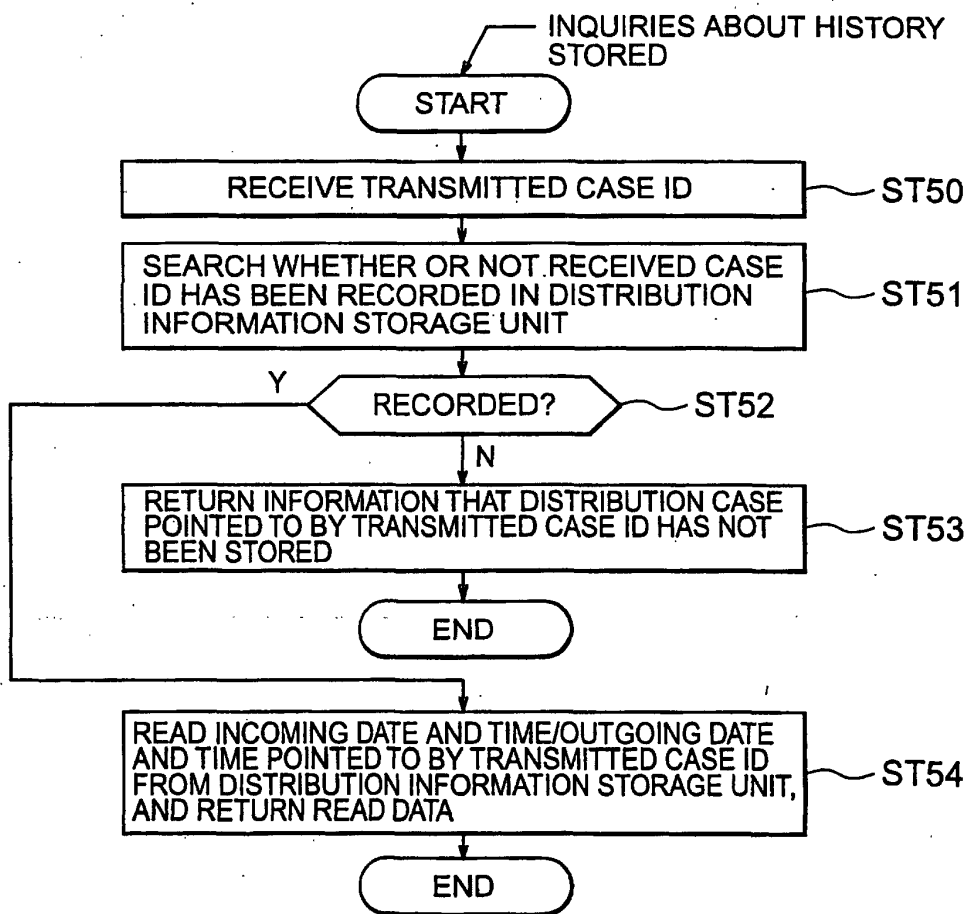 INQUIRIES ABOUT HISTORY
STORED
START
RECEIVE TRANSMITTED CASE ID
ST50
SEARCH WHETHER OR NOT RECEIVED CASE
ID HAS BEEN RECORDED IN DISTRIBUTION
INFORMATION STORAGE UNIT
ST51
Y
RECORDED?
ST52
N
RETURN INFORMATION THAT DISTRIBUTION CASE
POINTED TO BY TRANSMITTED CASE ID HAS NOT
BEEN STORED
ST53
END
READ INCOMING DATE AND TIME/OUTGOING DATE
AND TIME POINTED TO BY TRANSMITTED CASE ID
FROM DISTRIBUTION INFORMATION STORAGE UNIT,
AND RETURN READ DATA
ST54
END